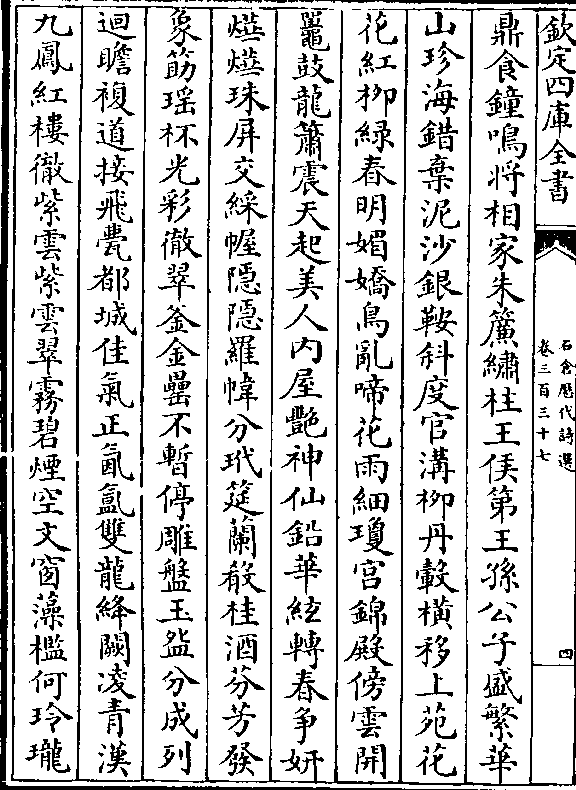 欽定四庫全書
石倉歴代詩選
卷三百三十七
四
鼎食鐘鳴将相家朱簾繡柱王侯第王孫公子盛繁華
山珍海錯棄泥沙銀鞍斜度官溝柳丹轂横移上苑花
花紅柳緑春明媚嬌鳥亂啼花雨細瓊宫錦殿傍雲開
鼉鼓龍簫震天起美人内屋艷神仙鉛華絃轉春争妍
爗爗珠屏交綵幄隠隠羅幃分玳筵蘭殽桂酒芬芳發
象筯瑶杯光彩徹翠釜金罍不暫停雕盤玉盌分成列
迴瞻複道接飛甍都城佳氣正氤氲雙龍絳闕凌青漢
九鳳紅樓徹紫雲紫雲翠霧碧煙空文窗藻檻何玲瓏